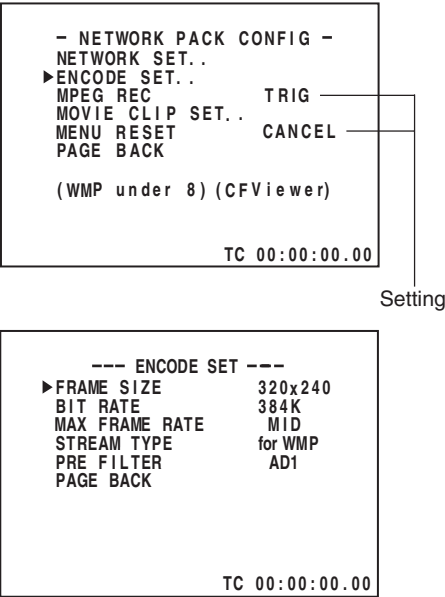 – NETWORK PACK CONFIG –
NETWORK SET..
▶ENCODE SET..
MPEG REC TRIG
MOVIE CLIP SET..
MENU RESET CANCEL
PAGE BACK
(WMP under 8)(CFViewer)
TC 00:00:00.00
Setting
--- ENCODE SET ---
▶FRAME SIZE 320x240
BIT RATE 384K
MAX FRAME RATE MID
STREAM TYPE for WMP
PRE FILTER AD1
PAGE BACK
TC 00:00:00.00